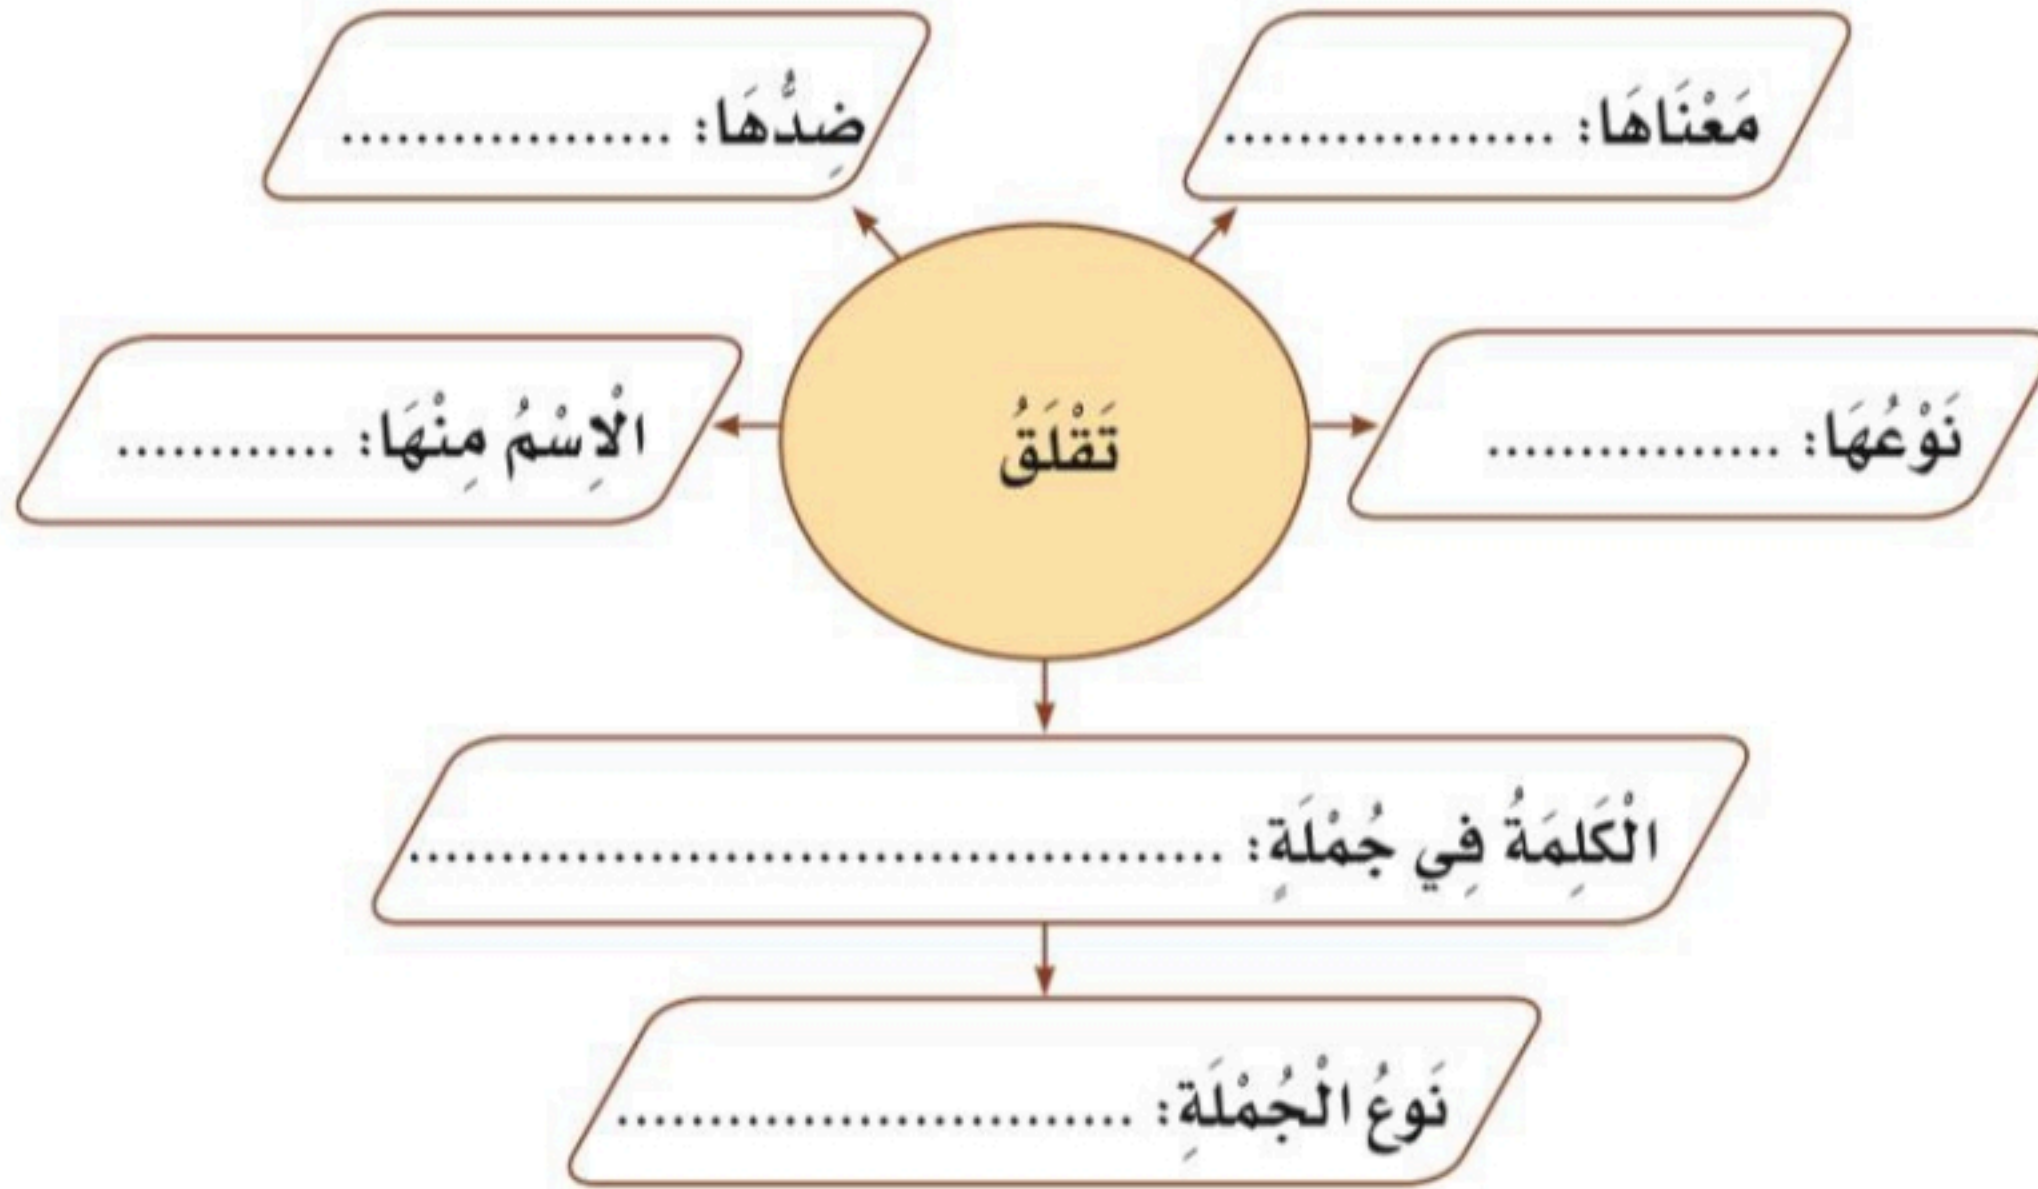 مَعْنَاهَا: ..................
ضِدُّهَا: ..................
نَوْعُهَا: ................
تَقْلَقُ
الْاِسْمُ مِنْهَا: ............
الْكَلِمَةُ فِي جُمْلَةٍ: .............................................
نَوعُ الْجُمْلَةِ: ............................